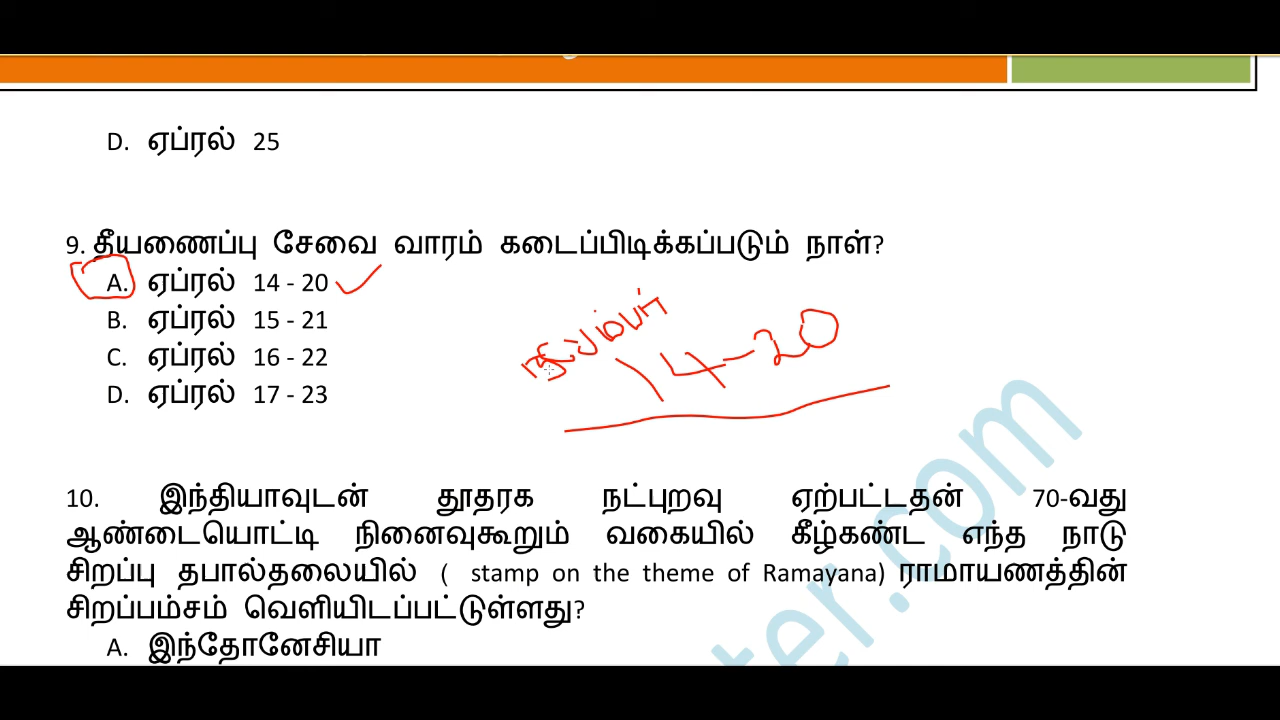 D. ஏப்ரல் 25
9. தீயணைப்பு சேவை வாரம் கடைப்பிடிக்கப்படும் நாள்?
A. ஏப்ரல் 14 - 20
B. ஏப்ரல் 15 - 21
C. ஏப்ரல் 16 - 22
D. ஏப்ரல் 17 - 23
14-20
10. இந்தியாவுடன் தூதரக நட்புறவு ஏற்பட்டதன் 70-வது
ஆண்டையொட்டி நினைவுகூறும் வகையில் கீழ்கண்ட எந்த நாடு
சிறப்பு தபால்தலையில் ( stamp on the theme of Ramayana) ராமாயணத்தின்
சிறப்பம்சம் வெளியிடப்பட்டுள்ளது?
A. இந்தோனேசியா
ter.com